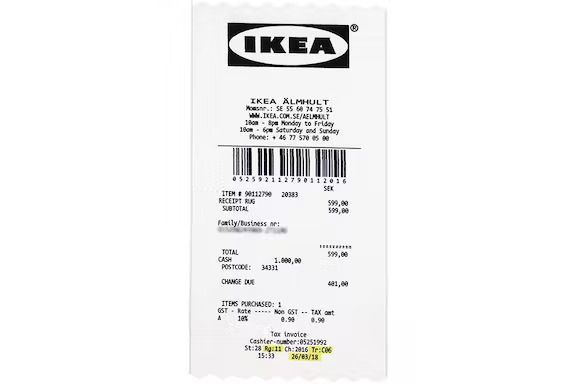 IKEA®
IKEA ÄLMHULT
Momsnr.: SE 55 60 74 75 51
WWW.IKEA.COM.SE/AELMHULT
10am - 8pm Monday to Friday
10am - 6pm Saturday and Sunday
Phone: + 46 77 570 05 00
052592112790112016
SEK
ITEM # 90112790 20383
RECEIPT RUG 599,00
SUBTOTAL 599,00
Family/Business nr:
TOTAL 599,00
CASH 1.000,00
POSTCODE: 34331
CHANGE DUE 401,00
ITEMS PURCHASED: 1
GST - Rate ----- Non GST -- TAX amt
A 10% 0.90 0.90
Tax invoice
Cashier-number:05251992
St:28 Rg:11 Ch:2016 Tr:C06
15:33 26/03/18